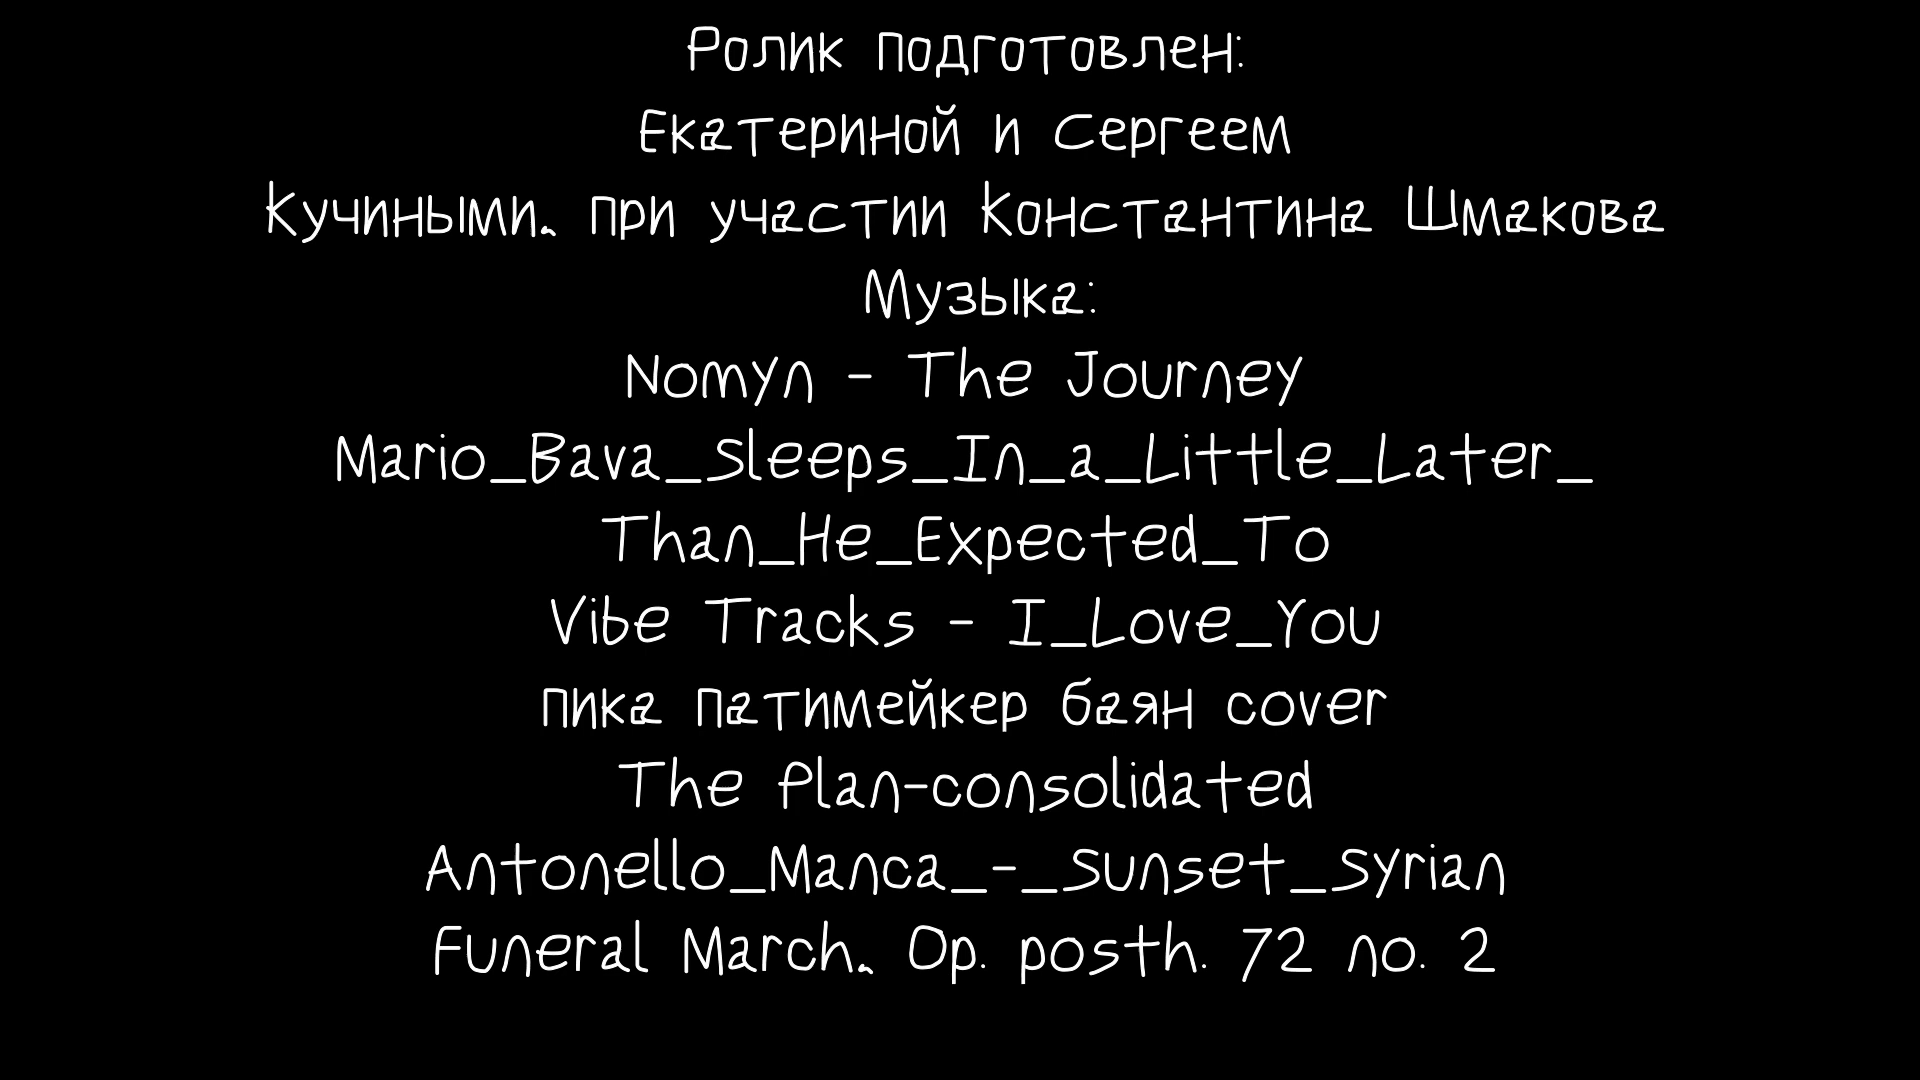 Ролик подготовлен:
Екатериной и Сергеем
Кучиными, при участии Константина Шмакова
Музыка:
Nomyn - The Journey
Mario_Bava_Sleeps_In_a_Little_Later_
Than_He_Expected_To
Vibe Tracks - I_Love_You
пика патимейкер баян cover
The Plan-consolidated
Antonello_Manca_-_Sunset_Syrian
Funeral March, Op. posth. 72 no. 2